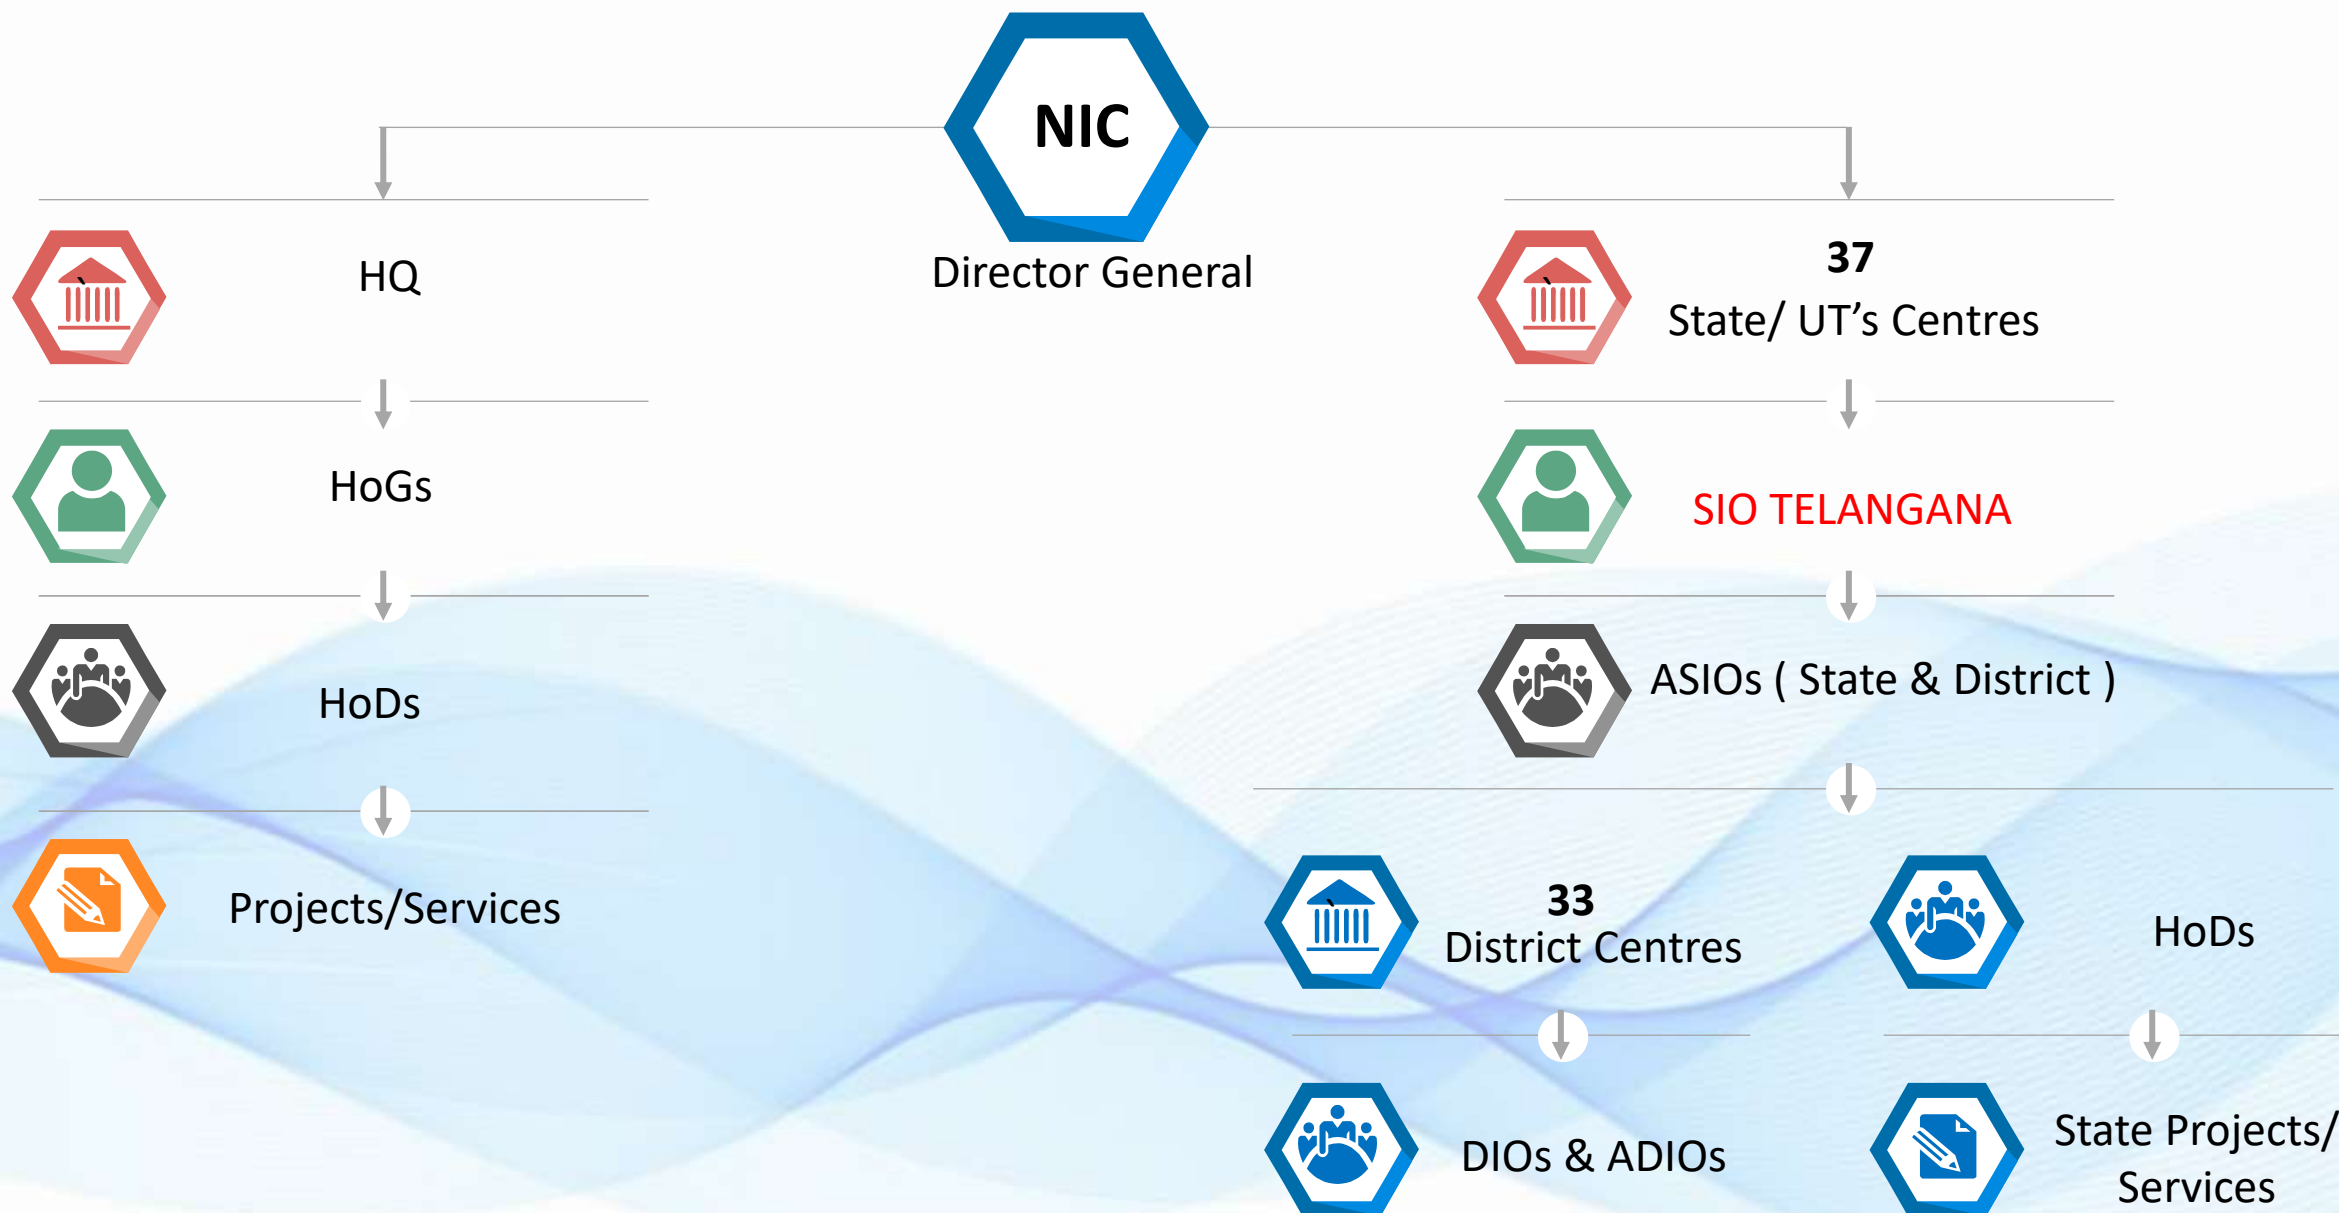 NIC
Director General
HQ
HoGs
HoDs
Projects/Services
37
State/ UT’s Centres
SIO TELANGANA
ASIOs ( State & District )
33
District Centres
DIOs & ADIOs
HoDs
State Projects/
Services